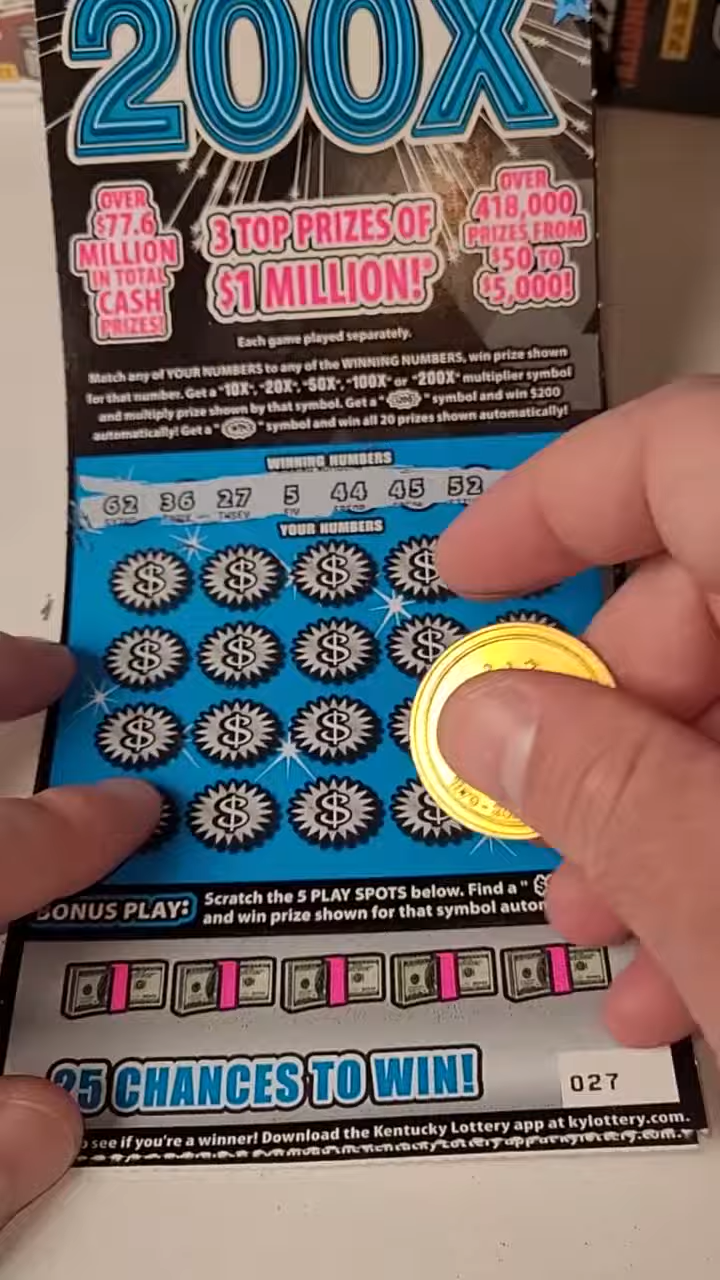 200X
OVER
$77.6
MILLION
IN TOTAL
CASH
PRIZES!
3 TOP PRIZES OF
$1 MILLION!*
OVER
418,000
PRIZES FROM
$50 TO
$5,000!
Each game played separately.
Match any of YOUR NUMBERS to any of the WINNING NUMBERS, win prize shown
for that number. Get a "10X", "20X", "50X", "100X" or "200X" multiplier symbol
and multiply prize shown by that symbol. Get a " " symbol and win $200
automatically! Get a " " symbol and win all 20 prizes shown automatically!
WINNING NUMBERS
62 36 27 5 44 45 52
YOUR NUMBERS
$ $ $ $
$ $ $ $
$ $ $
$ $ $
BONUS PLAY: Scratch the 5 PLAY SPOTS below. Find a "
and win prize shown for that symbol
25 CHANCES TO WIN!
027
see if you're a winner! Download the Kentucky Lottery app at kylottery.com.